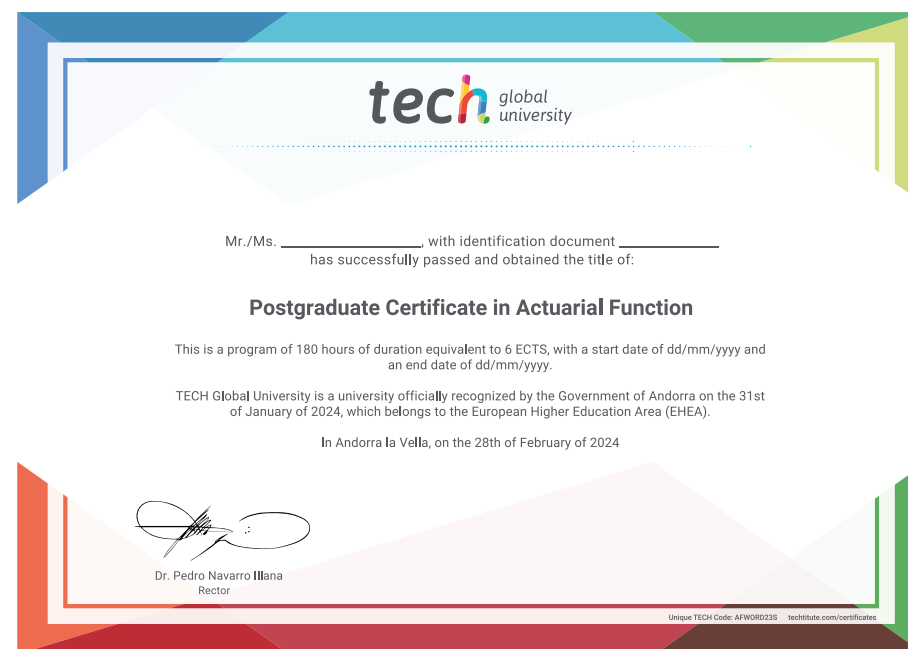 tech global university
Mr./Ms. ____________________, with identification document ______________
has successfully passed and obtained the title of:
Postgraduate Certificate in Actuarial Function
This is a program of 180 hours of duration equivalent to 6 ECTS, with a start date of dd/mm/yyyy and
an end date of dd/mm/yyyy.
TECH Global University is a university officially recognized by the Government of Andorra on the 31st
of January of 2024, which belongs to the European Higher Education Area (EHEA).
In Andorra la Vella, on the 28th of February of 2024
Dr. Pedro Navarro Illana
Rector
Unique TECH Code: AFWORD23S techtitute.com/certificates